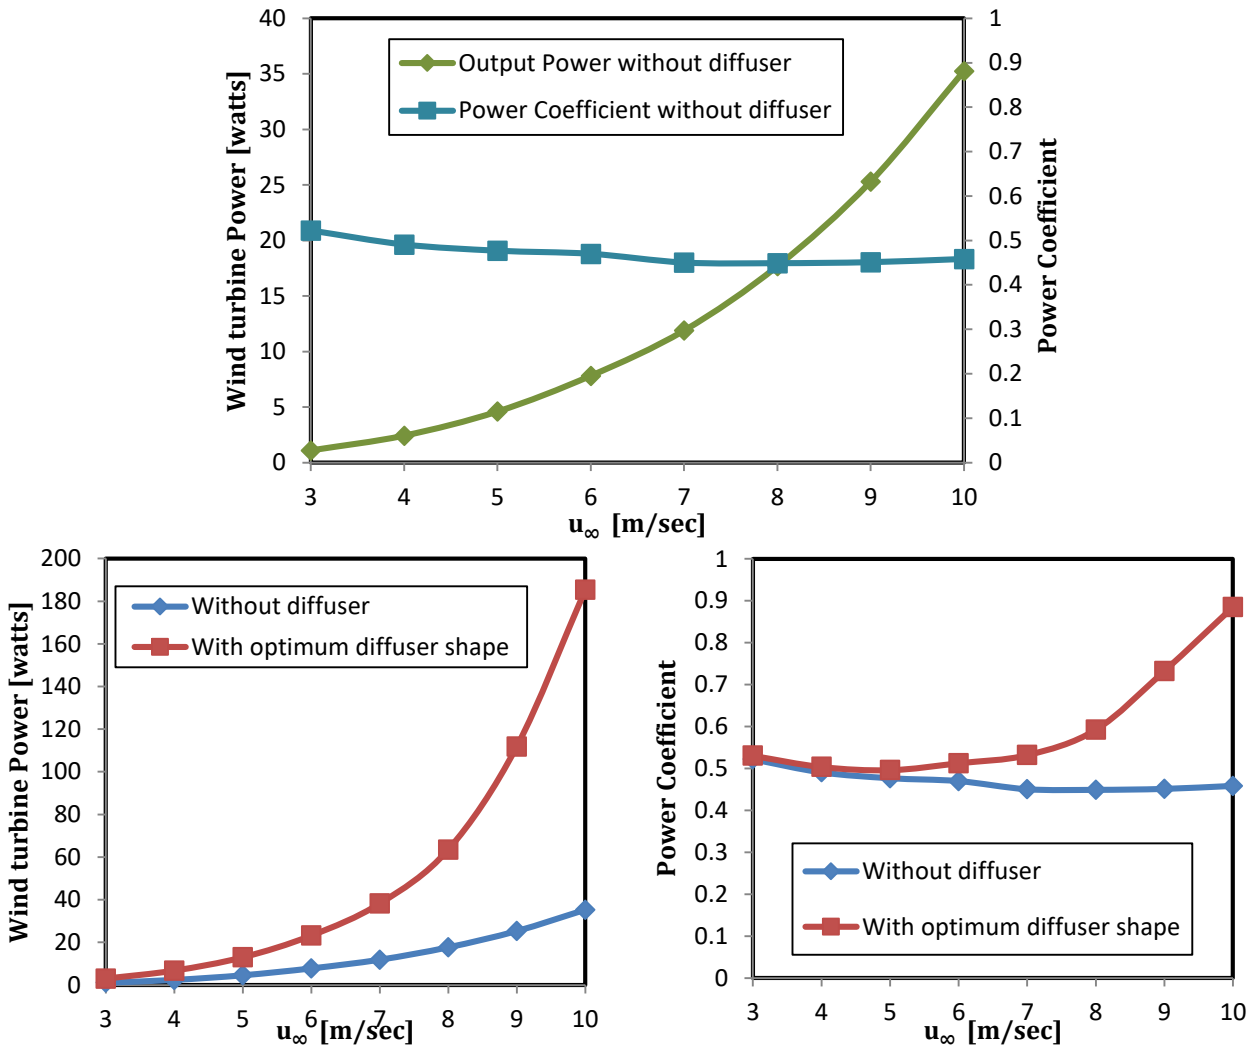 Output Power without diffuser
Power Coefficient without diffuser
Wind turbine Power [watts]
40
35
30
25
20
15
10
5
0
1
0.9
0.8
0.7
0.6
0.5
0.4
0.3
0.2
0.1
0
Power Coefficient
3 4 5 6 7 8 9 10
u∞ [m/sec]
Wind turbine Power [watts]
200
180
160
140
120
100
80
60
40
20
0
Without diffuser
With optimum diffuser shape
3 4 5 6 7 8 9 10
u∞ [m/sec]
Power Coefficient
1
0.9
0.8
0.7
0.6
0.5
0.4
0.3
0.2
0.1
0
Without diffuser
With optimum diffuser shape
3 4 5 6 7 8 9 10
u∞ [m/sec]